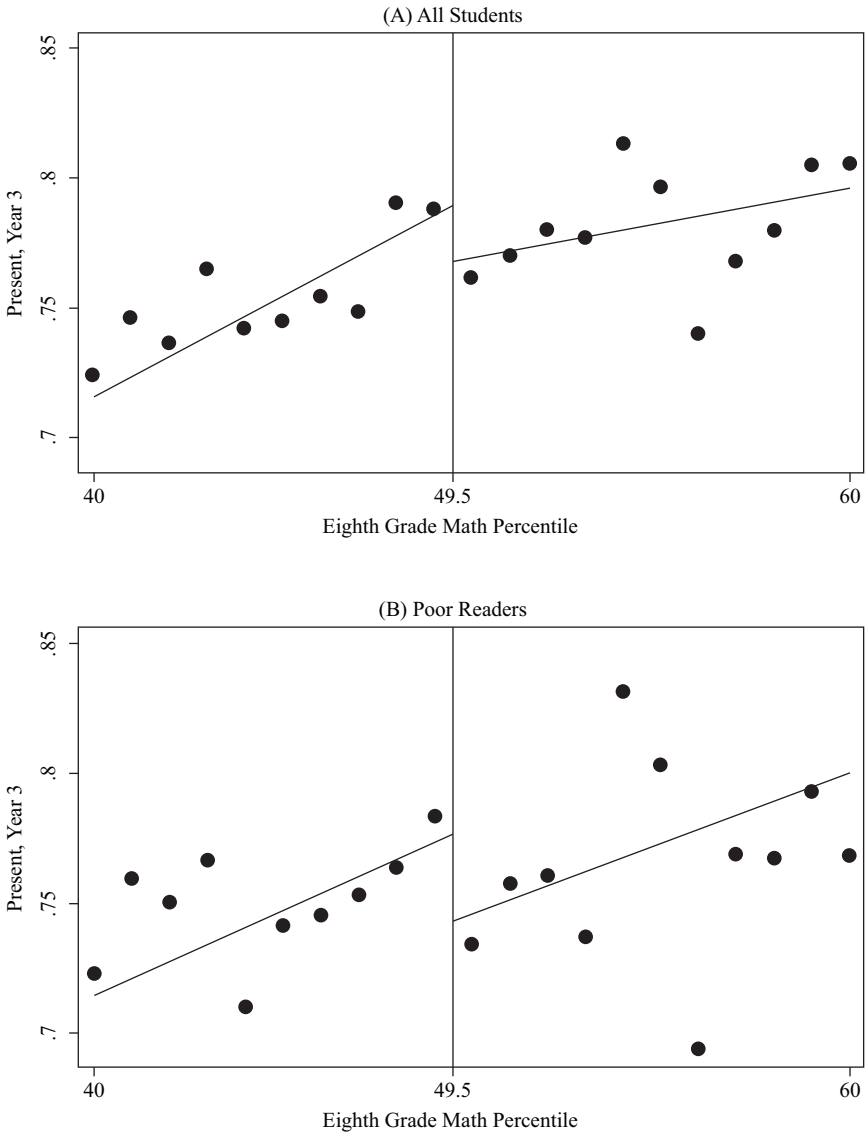 (A) All Students
.85
.8
.75
.7
Present, Year 3
40 49.5 60
Eighth Grade Math Percentile
(B) Poor Readers
.85
.8
.75
.7
Present, Year 3
40 49.5 60
Eighth Grade Math Percentile